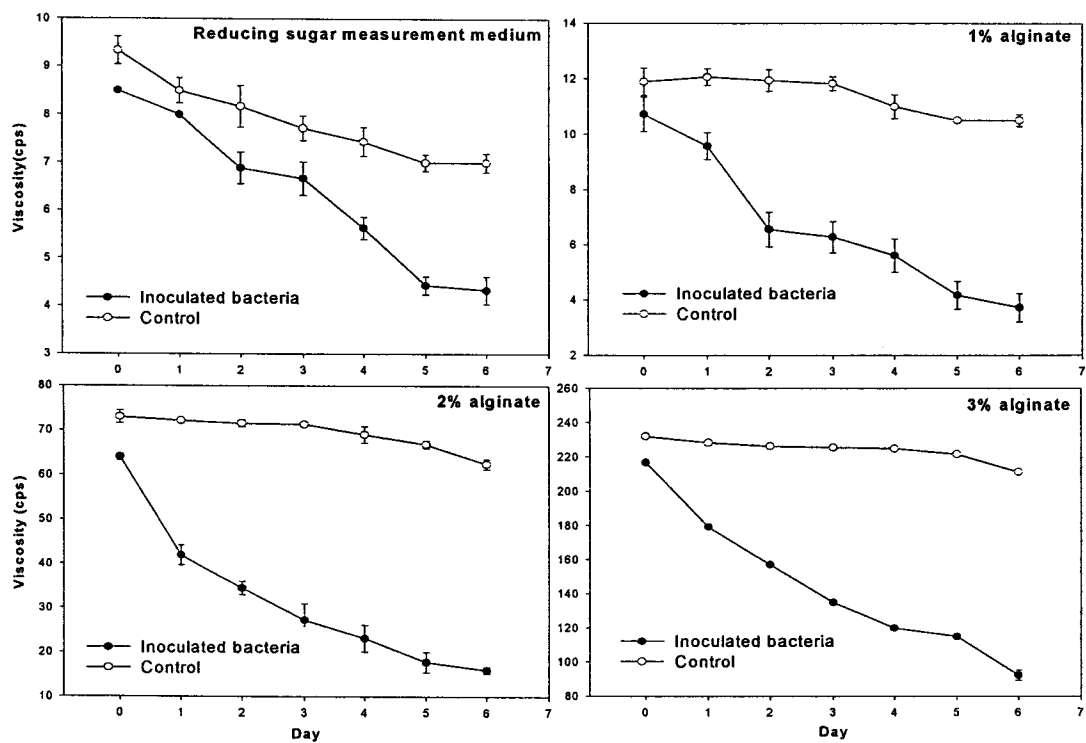 Reducing sugar measurement medium
10
9
8
7
6
5
4
3
Viscosity(cps)
Inoculated bacteria
Control
0 1 2 3 4 5 6 7
1% alginate
14
12
10
8
6
4
2
Inoculated bacteria
Control
0 1 2 3 4 5 6 7
2% alginate
80
70
60
50
40
30
20
10
Viscosity (cps)
Inoculated bacteria
Control
0 1 2 3 4 5 6 7
Day
3% alginate
260
240
220
200
180
160
140
120
100
80
Inoculated bacteria
Control
0 1 2 3 4 5 6 7
Day